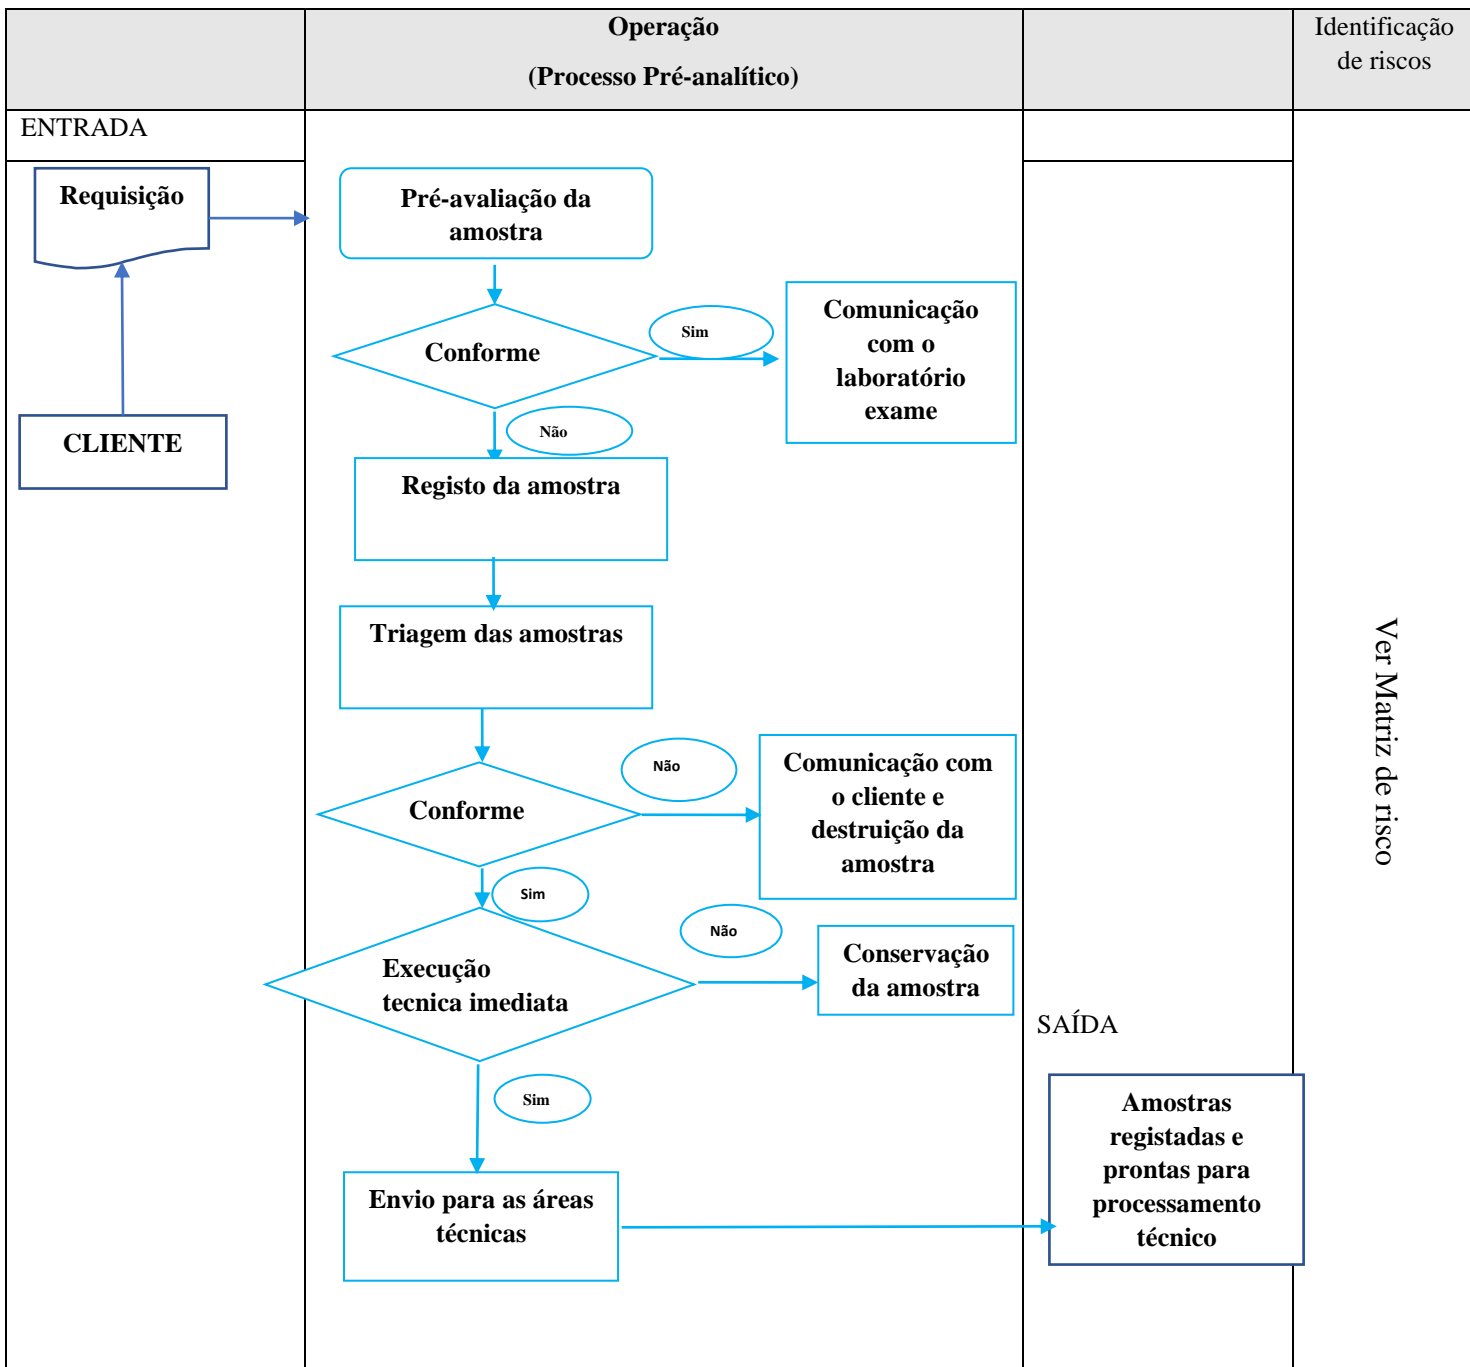 Operação
(Processo Pré-analítico)
Identificação
de riscos
ENTRADA
Requisição
CLIENTE
Pré-avaliação da
amostra
Conforme
Sim
Comunicação
com o
laboratório
exame
Não
Registo da amostra
Triagem das amostras
Conforme
Não
Comunicação com
o cliente e
destruição da
amostra
Sim
Execução
tecnica imediata
Não
Conservação
da amostra
Sim
Envio para as áreas
técnicas
SAÍDA
Amostras
registadas e
prontas para
processamento
técnico
Ver Matriz de risco